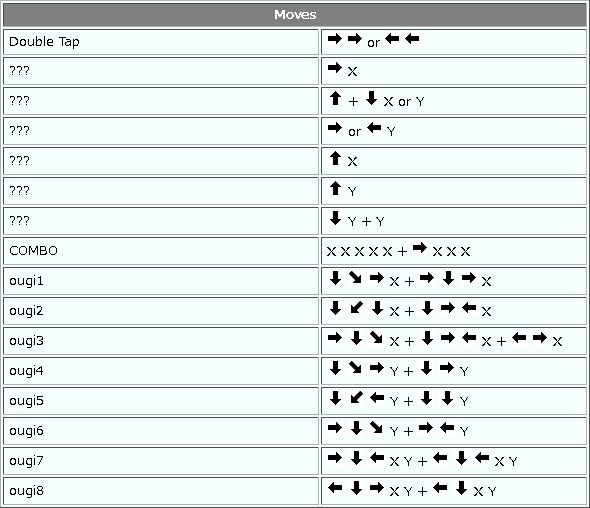 Moves
Double Tap → → or ← ←
??? → X
??? ↑ + ↓ X or Y
??? → or ← Y
??? ↑ X
??? ↑ Y
??? ↓ Y + Y
COMBO X X X X X + → X X X
ougi1 ↓ ↘ → X + → ↓ → X
ougi2 ↓ ↙ ↓ X + ↓ → ← X
ougi3 → ↓ ↘ X + ↓ → ← X + ← → X
ougi4 ↓ ↘ → Y + ↓ → Y
ougi5 ↓ ↙ ← Y + ↓ ↓ Y
ougi6 → ↓ ↘ Y + → ← Y
ougi7 → ↓ ← X Y + ← ↓ ← X Y
ougi8 ← ↓ → X Y + ← ↓ X Y